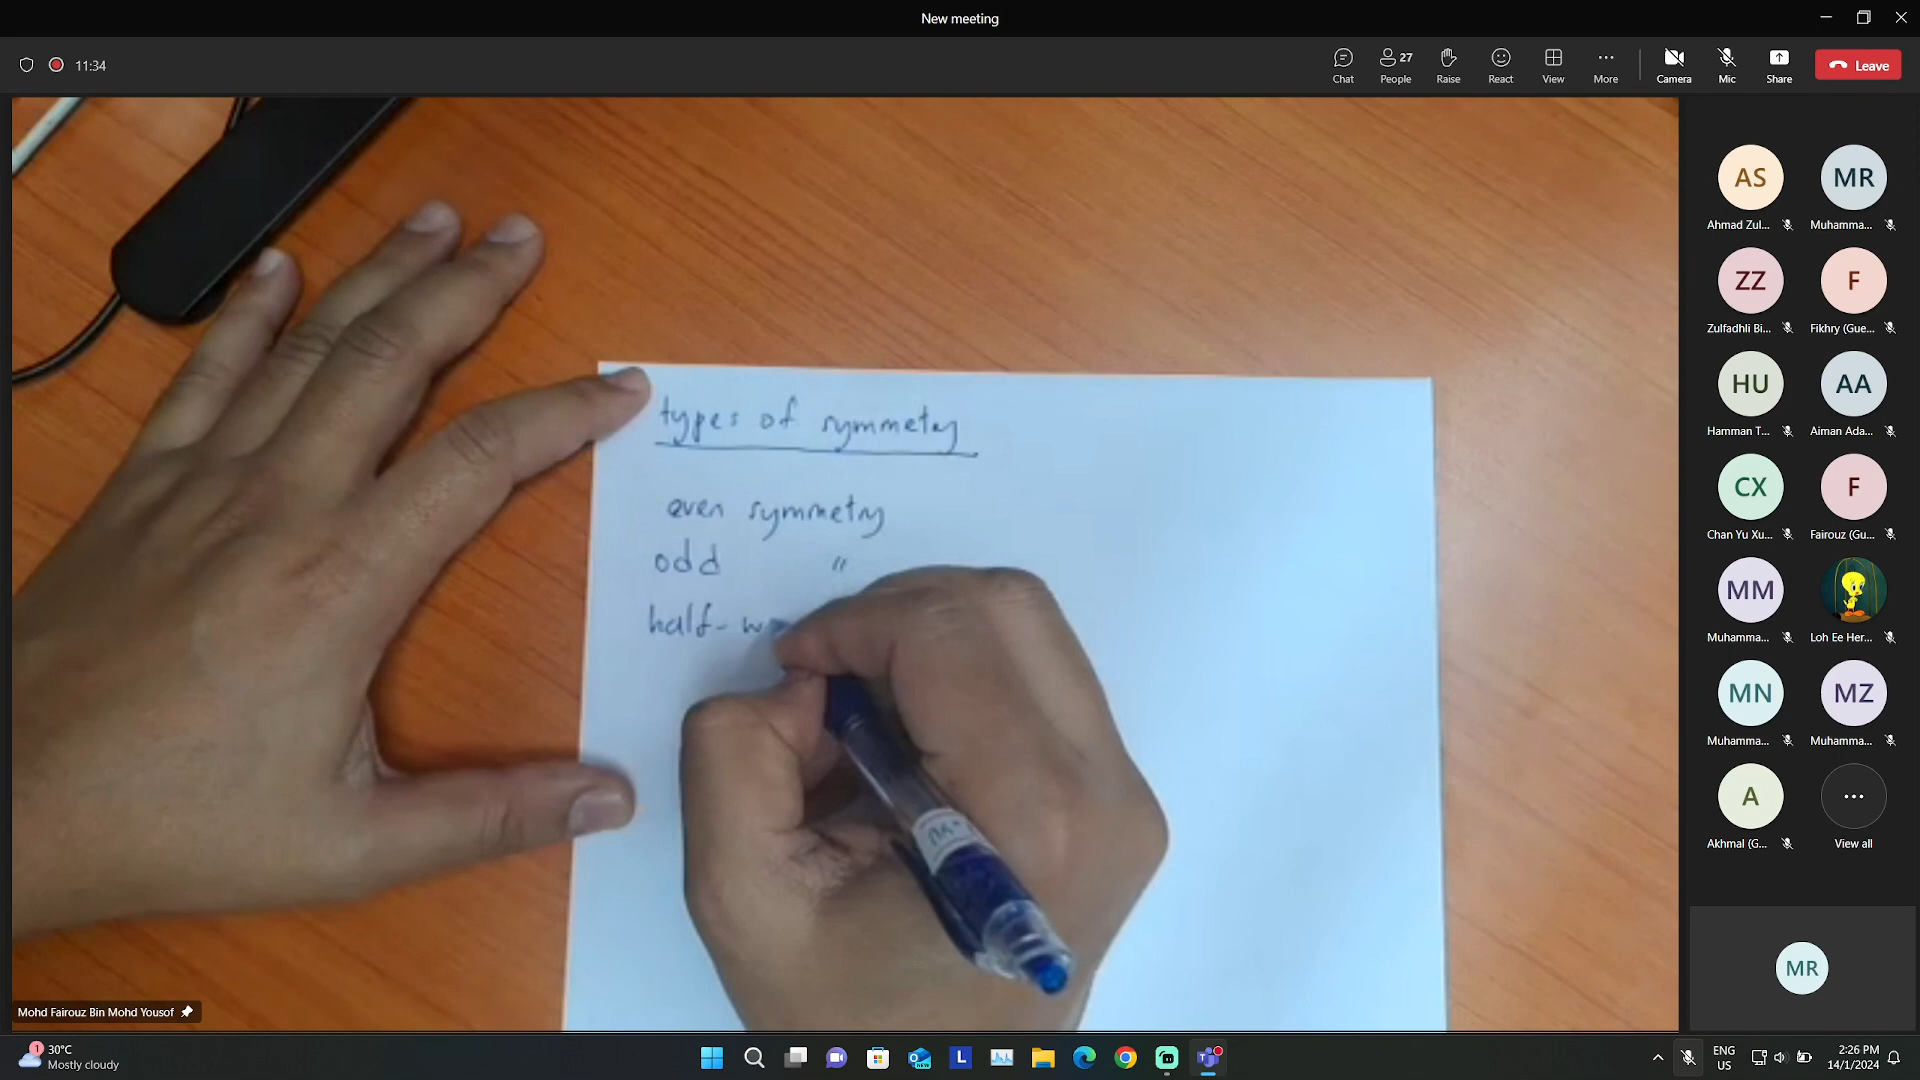 New meeting
11:34
Chat
27
People
Raise
React
View
More
Camera
Mic
Share
Leave
types of symmetry
even symmetry
odd "
half-w
AS
MR
Ahmad Zul...
Muhamma...
ZZ
F
Zulfadhli Bi...
Fikhry (Gue...
HU
AA
Hamman T...
Aiman Ada...
CX
F
Chan Yu Xu...
Fairouz (Gu...
MM
Muhamma...
Loh Ee Her...
MN
MZ
Muhamma...
Muhamma...
A
Akhmal (G...
View all
MR
Mohd Fairouz Bin Mohd Yousof
1
30°C
Mostly cloudy
NEW
L
ENG
US
2:26 PM
14/1/2024